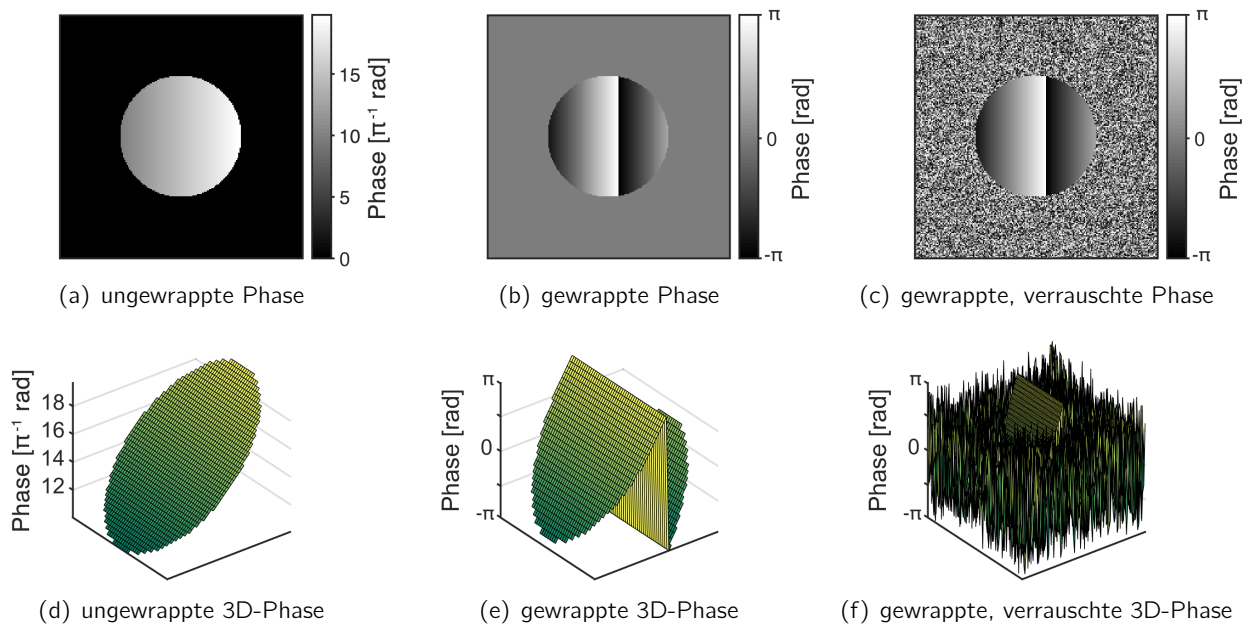 15
10
5
0
Phase [π⁻¹ rad]
π
0
-π
Phase [rad]
π
0
-π
Phase [rad]
(a) ungewrappte Phase
(b) gewrappte Phase
(c) gewrappte, verrauschte Phase
Phase [π⁻¹ rad]
18
16
14
12
Phase [rad]
π
0
-π
Phase [rad]
π
0
-π
(d) ungewrappte 3D-Phase
(e) gewrappte 3D-Phase
(f) gewrappte, verrauschte 3D-Phase